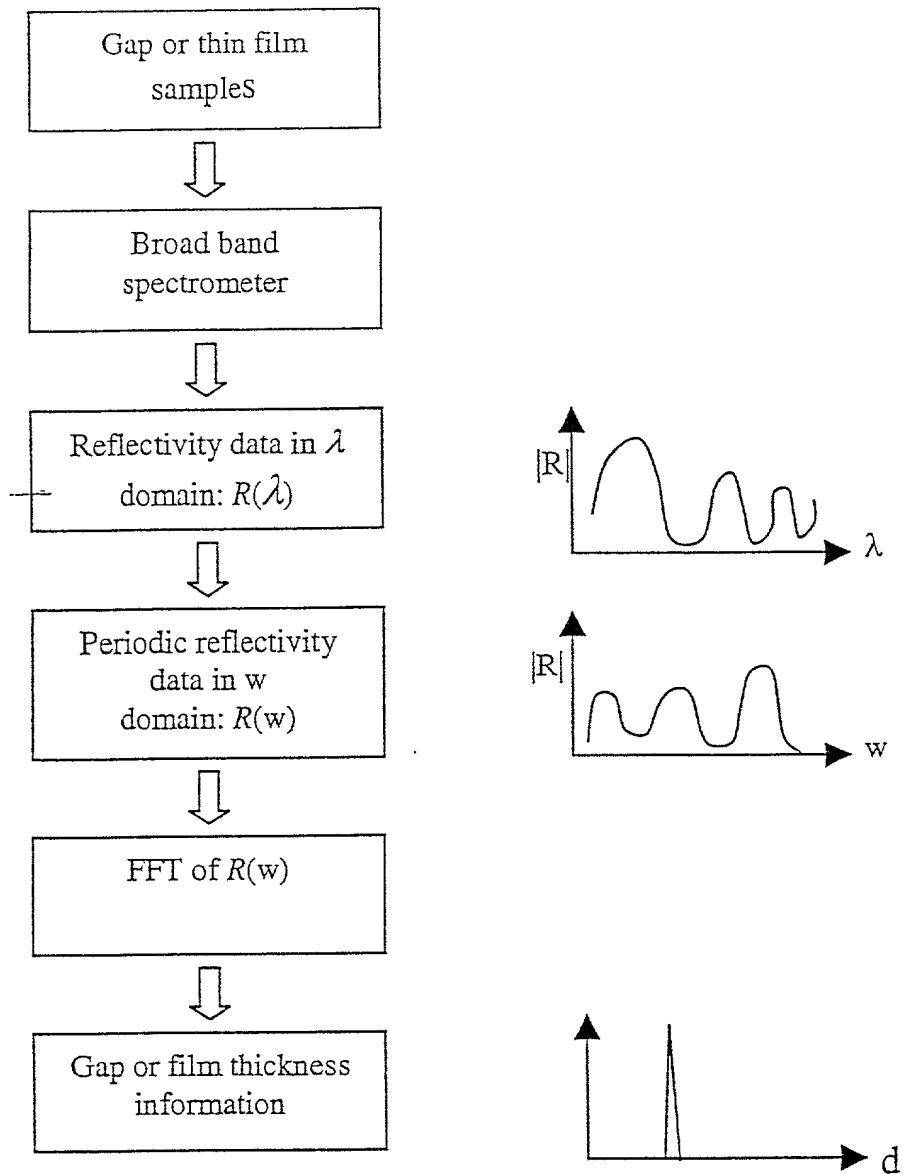 Gap or thin film
samples
Broad band
spectrometer
Reflectivity data in λ
domain: R(λ)
|R|
λ
Periodic reflectivity
data in w
domain: R(w)
|R|
w
FFT of R(w)
Gap or film thickness
information
d